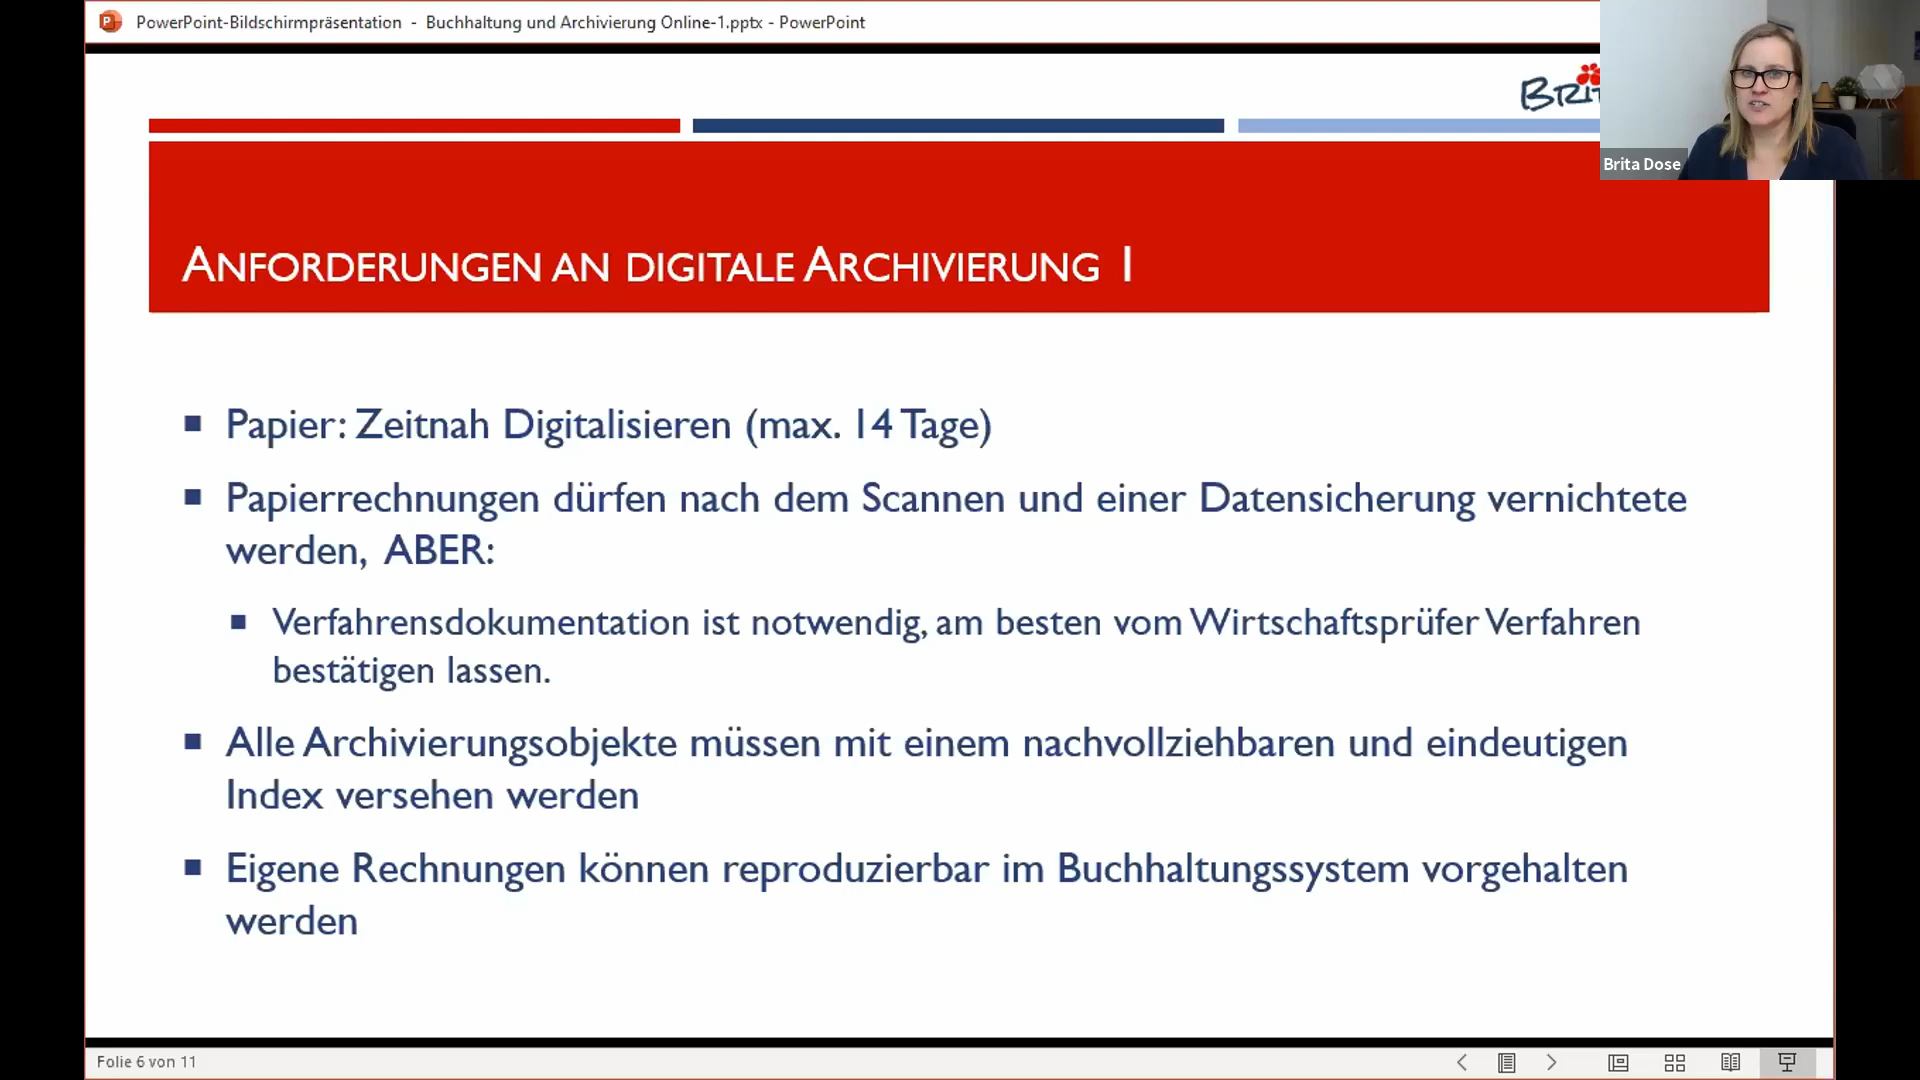 PowerPoint-Bildschirmpräsentation - Buchhaltung und Archivierung Online-1.pptx - PowerPoint
Brita Dose
ANFORDERUNGEN AN DIGITALE ARCHIVIERUNG I
Papier: Zeitnah Digitalisieren (max. 14 Tage)
Papierrechnungen dürfen nach dem Scannen und einer Datensicherung vernichtete
werden, ABER:
Verfahrensdokumentation ist notwendig, am besten vom Wirtschaftsprüfer Verfahren
bestätigen lassen.
Alle Archivierungsobjekte müssen mit einem nachvollziehbaren und eindeutigen
Index versehen werden
Eigene Rechnungen können reproduzierbar im Buchhaltungssystem vorgehalten
werden
Folie 6 von 11